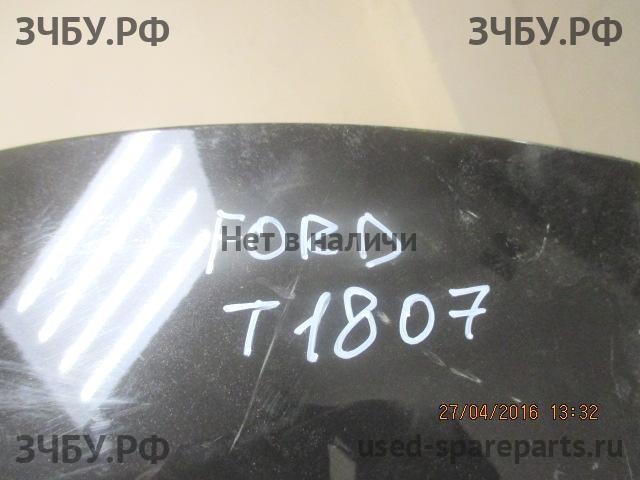 ЗЧБУ.РФ ЗЧБУ.РФ
FORD
Нет в наличи
T1807
27/04/2016 13:32
ЗЧБУ.РФ used-spareparts.ru